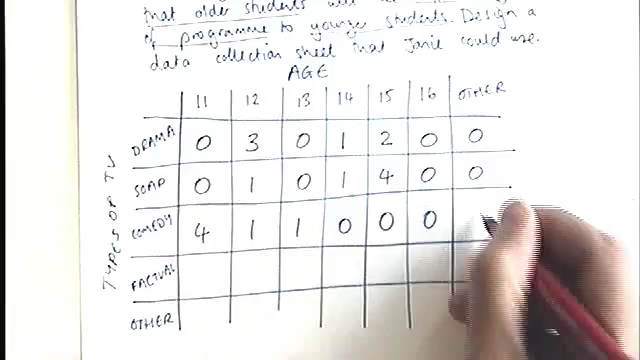 that older students
of programme to younger students. Design a
data collection sheet that Janie could use.
AGE
11 12 13 14 15 16 OTHER
TYPES OF TV
DRAMA 0 3 0 1 2 0 0
SOAP 0 1 0 1 4 0 0
COMEDY 4 1 1 0 0 0
FACTUAL
OTHER